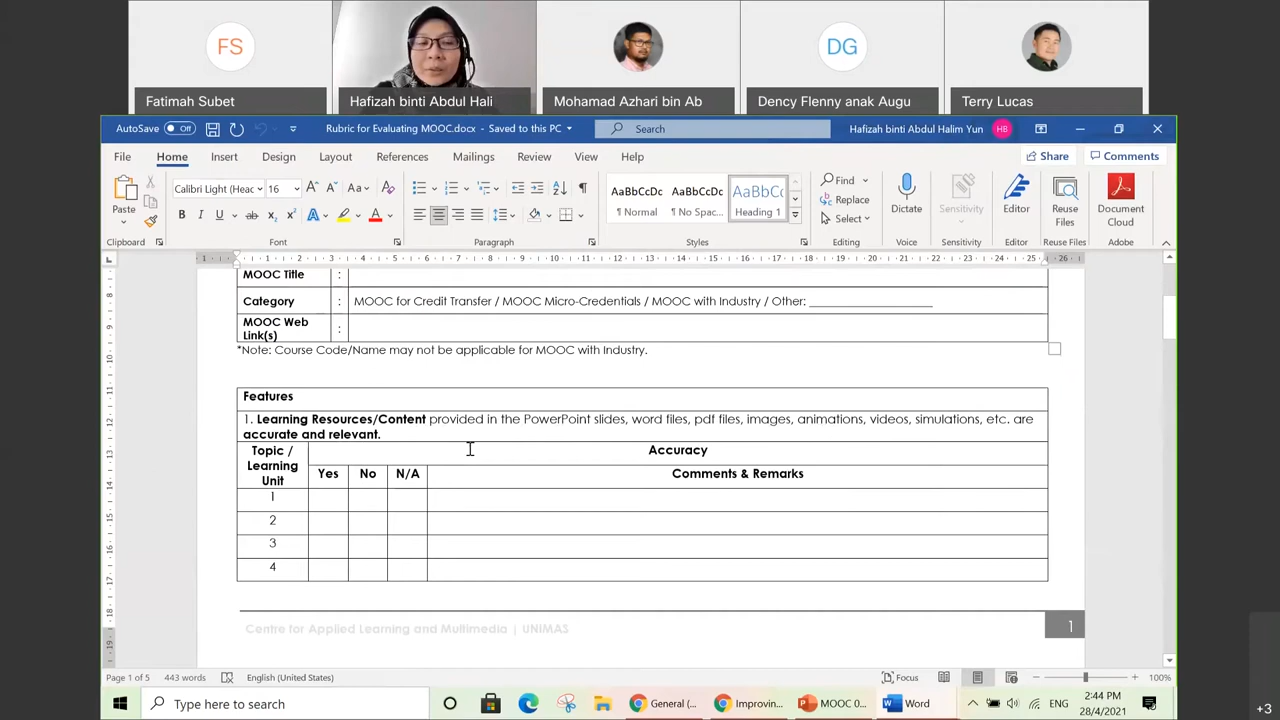 FS
DG
Fatimah Subet
Hafizah binti Abdul Hali
Mohamad Azhari bin Ab
Dency Flenny anak Augu
Terry Lucas
AutoSave
Off
Rubric for Evaluating MOOC.docx - Saved to this PC
Search
Hafizah binti Abdul Halim Yun
HB
File
Home
Insert
Design
Layout
References
Mailings
Review
View
Help
Share
Comments
Paste
Calibri Light (Heac
16
Clipboard
Font
Paragraph
AaBbCcDc
¶ Normal
AaBbCcDc
¶ No Spac...
AaBbCc
Heading 1
Styles
Find
Replace
Select
Editing
Dictate
Voice
Sensitivity
Sensitivity
Editor
Editor
Reuse
Files
Reuse Files
Document
Cloud
Adobe
MOOC Title :
Category : MOOC for Credit Transfer / MOOC Micro-Credentials / MOOC with Industry / Other: ____________________
MOOC Web
Link(s) :
*Note: Course Code/Name may not be applicable for MOOC with Industry.
Features
1. Learning Resources/Content provided in the PowerPoint slides, word files, pdf files, images, animations, videos, simulations, etc. are
accurate and relevant.
Topic /
Learning
Unit
Accuracy
Yes No N/A Comments & Remarks
1
2
3
4
Centre for Applied Learning and Multimedia | UNIMAS
1
Page 1 of 5
443 words
English (United States)
Focus
100%
Type here to search
General (...
Improvin...
MOOC 0...
Word
ENG
2:44 PM
28/4/2021
+3